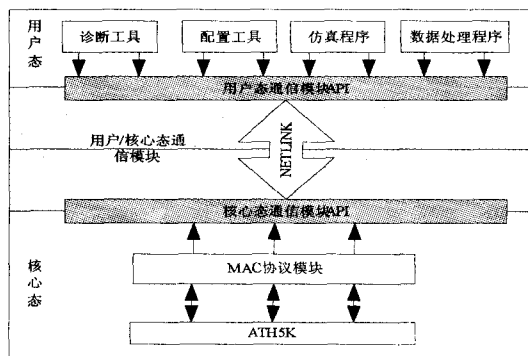 用户态
诊断工具
配置工具
仿真程序
数据处理程序
用户态通信模块API
用户/核心态通
信模块
NETLINK
核心态通信模块API
核心态
MAC协议模块
ATH5K